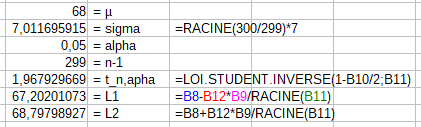 68 = μ
7,011695915 = sigma =RACINE(300/299)*7
0,05 = alpha
299 = n-1
1,967929669 = t_n,apha =LOI.STUDENT.INVERSE(1-B10/2;B11)
67,20201073 = L1 =B8-B12*B9/RACINE(B11)
68,79798927 = L2 =B8+B12*B9/RACINE(B11)